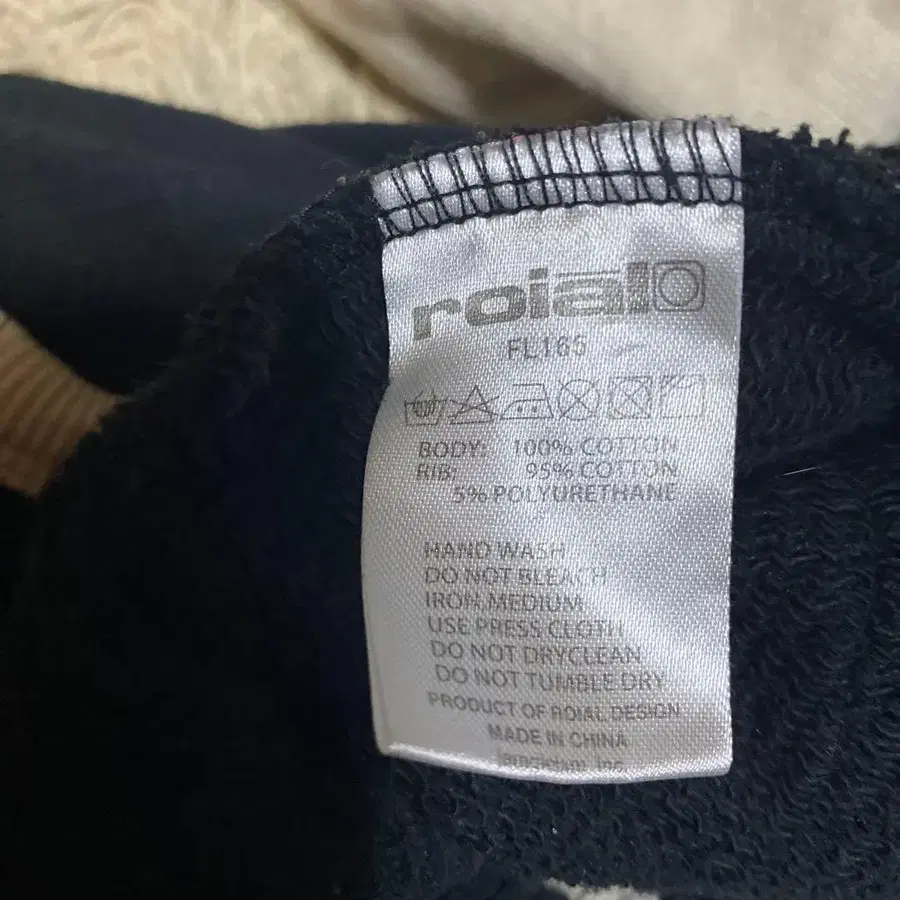 roial
FL165
BODY: 100% COTTON
RIB: 95% COTTON
5% POLYURETHANE
HAND WASH
DO NOT BLEACH
IRON MEDIUM
USE PRESS CLOTH
DO NOT DRYCLEAN
DO NOT TUMBLE DRY
PRODUCT OF ROIAL DESIGN
MADE IN CHINA